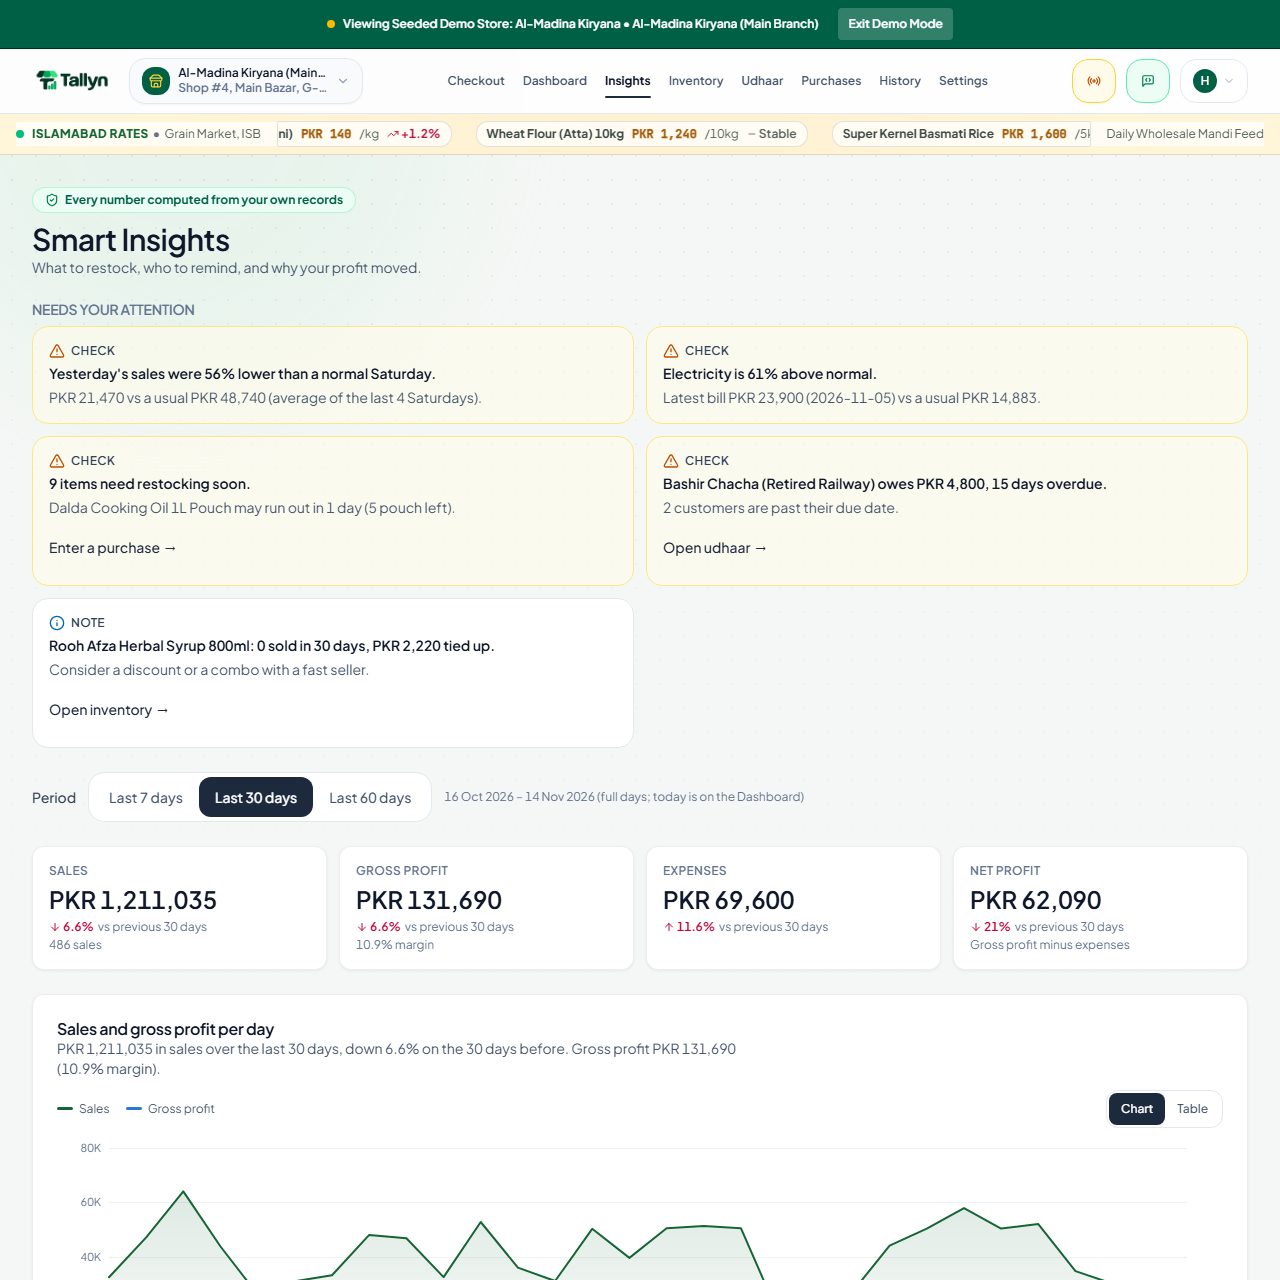 Viewing Seeded Demo Store: Al-Madina Kiryana • Al-Madina Kiryana (Main Branch)
Exit Demo Mode
Tallyn
Al-Madina Kiryana (Main...
Shop #4, Main Bazar, G-...
Checkout
Dashboard
Insights
Inventory
Udhaar
Purchases
History
Settings
H
ISLAMABAD RATES • Grain Market, ISB
ni) PKR 140 /kg +1.2%
Wheat Flour (Atta) 10kg PKR 1,240 /10kg – Stable
Super Kernel Basmati Rice PKR 1,600 /5k
Daily Wholesale Mandi Feed
Every number computed from your own records
Smart Insights
What to restock, who to remind, and why your profit moved.
NEEDS YOUR ATTENTION
CHECK
Yesterday's sales were 56% lower than a normal Saturday.
PKR 21,470 vs a usual PKR 48,740 (average of the last 4 Saturdays).
CHECK
Electricity is 61% above normal.
Latest bill PKR 23,900 (2026-11-05) vs a usual PKR 14,883.
CHECK
9 items need restocking soon.
Dalda Cooking Oil 1L Pouch may run out in 1 day (5 pouch left).
Enter a purchase →
CHECK
Bashir Chacha (Retired Railway) owes PKR 4,800, 15 days overdue.
2 customers are past their due date.
Open udhaar →
NOTE
Rooh Afza Herbal Syrup 800ml: 0 sold in 30 days, PKR 2,220 tied up.
Consider a discount or a combo with a fast seller.
Open inventory →
Period
Last 7 days
Last 30 days
Last 60 days
16 Oct 2026 – 14 Nov 2026 (full days; today is on the Dashboard)
SALES
PKR 1,211,035
↓ 6.6% vs previous 30 days
486 sales
GROSS PROFIT
PKR 131,690
↓ 6.6% vs previous 30 days
10.9% margin
EXPENSES
PKR 69,600
↑ 11.6% vs previous 30 days
NET PROFIT
PKR 62,090
↓ 21% vs previous 30 days
Gross profit minus expenses
Sales and gross profit per day
PKR 1,211,035 in sales over the last 30 days, down 6.6% on the 30 days before. Gross profit PKR 131,690
(10.9% margin).
Sales
Gross profit
Chart
Table
80K
60K
40K